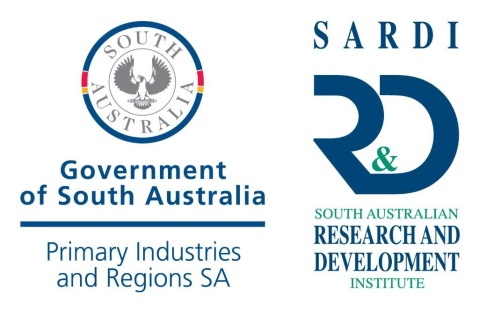 SOUTH
AUSTRALIA
Government
of South Australia
Primary Industries
and Regions SA
SARDI
R&D
SOUTH AUSTRALIAN
RESEARCH AND
DEVELOPMENT
INSTITUTE